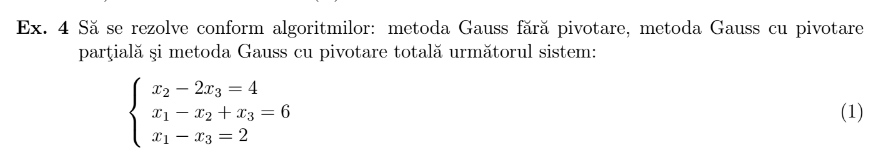 Ex. 4 Să se rezolve conform algoritmilor: metoda Gauss fără pivotare, metoda Gauss cu pivotare
parţială şi metoda Gauss cu pivotare totală următorul sistem:
x₂ − 2x₃ = 4
x₁ − x₂ + x₃ = 6 (1)
x₁ − x₃ = 2